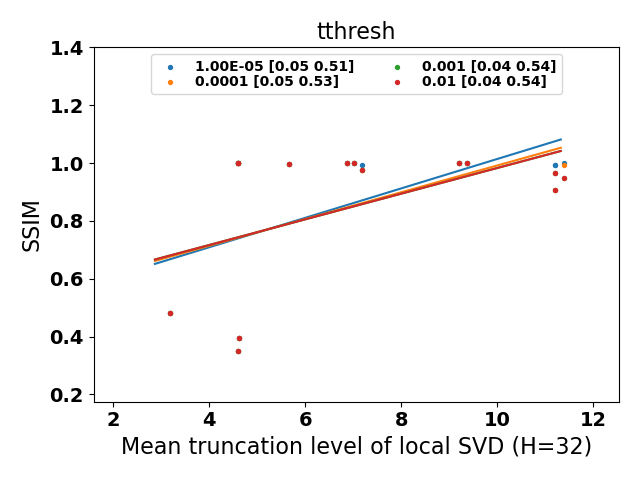 tthresh
1.4
1.00E-05 [0.05 0.51]
0.001 [0.04 0.54]
0.0001 [0.05 0.53]
0.01 [0.04 0.54]
1.2
1.0
0.8
0.6
0.4
0.2
SSIM
2 4 6 8 10 12
Mean truncation level of local SVD (H=32)